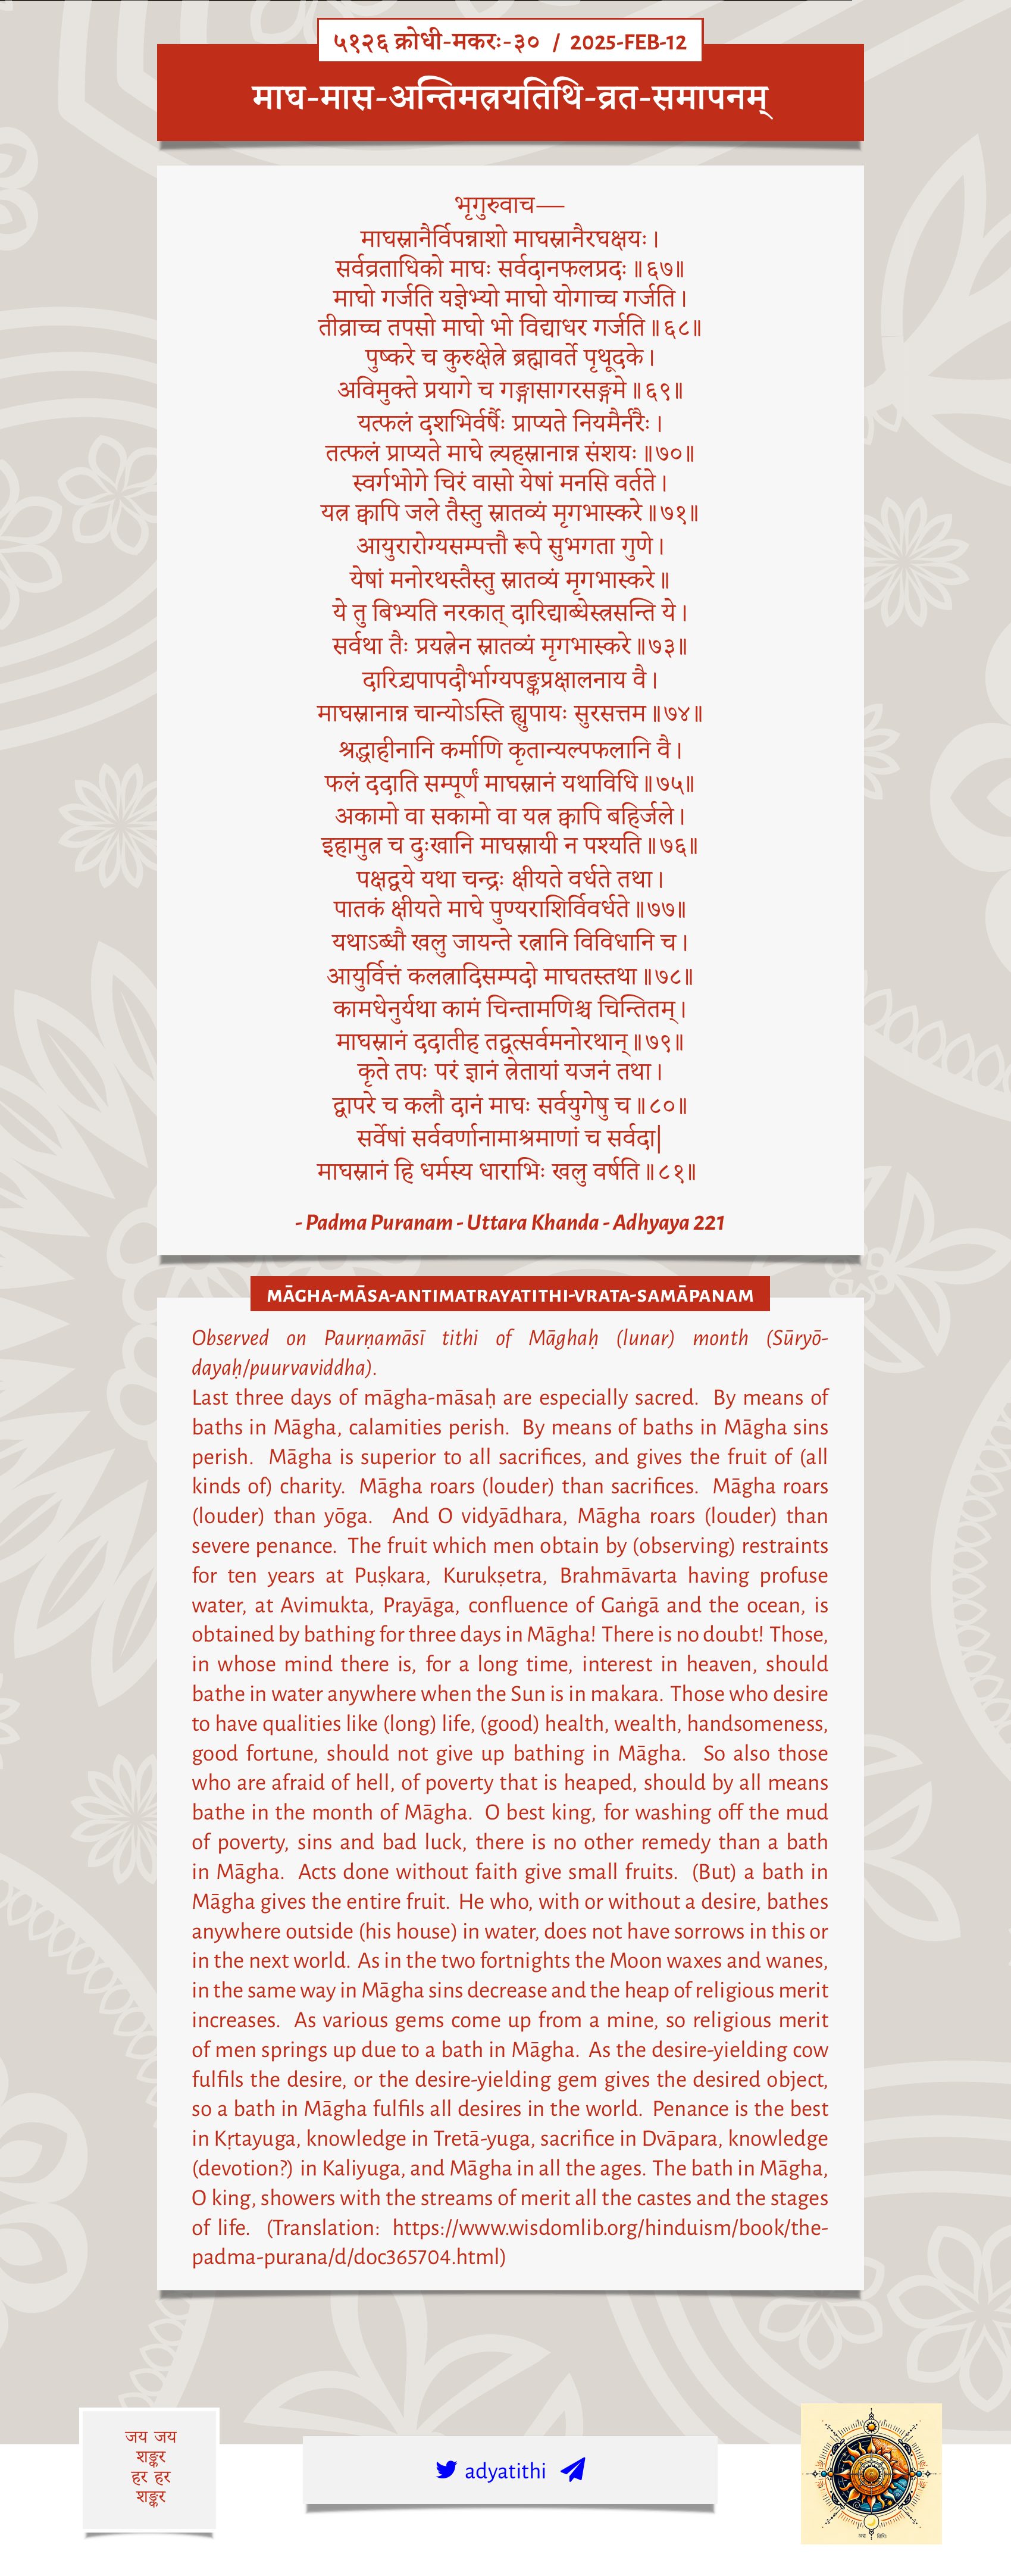 ५१२६ क्रोधी-मकरः-३० / 2025-FEB-12
माघ-मास-अन्तिमत्रयतिथि-व्रत-समापनम्
भृगुरुवाच—
माघस्नानैर्विपन्नाशो माघस्नानैरघक्षयः।
सर्वव्रताधिको माघः सर्वदानफलप्रदः॥६७॥
माघो गर्जति यज्ञेभ्यो माघो योगाच्च गर्जति।
तीव्राच्च तपसो माघो भो विद्याधर गर्जति॥६८॥
पुष्करे च कुरुक्षेत्रे ब्रह्मावर्ते पृथूदके।
अविमुक्ते प्रयागे च गङ्गासागरसङ्गमे॥६९॥
यत्फलं दशभिर्वर्षैः प्राप्यते नियमैर्नरैः।
तत्फलं प्राप्यते माघे त्र्यहस्नानान्न संशयः॥७०॥
स्वर्गभोगे चिरं वासो येषां मनसि वर्तते।
यत्र क्वापि जले तैस्तु स्नातव्यं मृगभास्करे॥७१॥
आयुरारोग्यसम्पत्तौ रूपे सुभगता गुणे।
येषां मनोरथस्तैस्तु स्नातव्यं मृगभास्करे॥
ये तु बिभ्यति नरकात् दारिद्याब्धेस्त्रसन्ति ये।
सर्वथा तैः प्रयत्नेन स्नातव्यं मृगभास्करे॥७३॥
दारिद्र्यपापदौर्भाग्यपङ्कप्रक्षालनाय वै।
माघस्नानान्न चान्योऽस्ति ह्युपायः सुरसत्तम॥७४॥
श्रद्धाहीनानि कर्माणि कृतान्यल्पफलानि वै।
फलं ददाति सम्पूर्णं माघस्नानं यथाविधि॥७५॥
अकामो वा सकामो वा यत्र क्वापि बहिर्जले।
इहामुत्र च दुःखानि माघस्नायी न पश्यति॥७६॥
पक्षद्वये यथा चन्द्रः क्षीयते वर्धते तथा।
पातकं क्षीयते माघे पुण्यराशिर्विवर्धते॥७७॥
यथाऽब्धौ खलु जायन्ते रत्नानि विविधानि च।
आयुर्वित्तं कलत्रादिसम्पदो माघतस्तथा॥७८॥
कामधेनुर्यथा कामं चिन्तामणिश्च चिन्तितम्।
माघस्नानं ददातीह तद्वत्सर्वमनोरथान्॥७९॥
कृते तपः परं ज्ञानं त्रेतायां यजनं तथा।
द्वापरे च कलौ दानं माघः सर्वयुगेषु च॥८०॥
सर्वेषां सर्ववर्णानामाश्रमाणां च सर्वदा|
माघस्नानं हि धर्मस्य धाराभिः खलु वर्षति॥८१॥
- Padma Puranam - Uttara Khanda - Adhyaya 221
MĀGHA-MĀSA-ANTIMATRAYATITHI-VRATA-SAMĀPANAM
Observed on Paurṇamāsī tithi of Māghaḥ (lunar) month (Sūryō-
dayaḥ/puurvaviddha).
Last three days of māgha-māsaḥ are especially sacred. By means of
baths in Māgha, calamities perish. By means of baths in Māgha sins
perish. Māgha is superior to all sacrifices, and gives the fruit of (all
kinds of) charity. Māgha roars (louder) than sacrifices. Māgha roars
(louder) than yōga. And O vidyādhara, Māgha roars (louder) than
severe penance. The fruit which men obtain by (observing) restraints
for ten years at Puṣkara, Kurukṣetra, Brahmāvarta having profuse
water, at Avimukta, Prayāga, confluence of Gaṅgā and the ocean, is
obtained by bathing for three days in Māgha! There is no doubt! Those,
in whose mind there is, for a long time, interest in heaven, should
bathe in water anywhere when the Sun is in makara. Those who desire
to have qualities like (long) life, (good) health, wealth, handsomeness,
good fortune, should not give up bathing in Māgha. So also those
who are afraid of hell, of poverty that is heaped, should by all means
bathe in the month of Māgha. O best king, for washing off the mud
of poverty, sins and bad luck, there is no other remedy than a bath
in Māgha. Acts done without faith give small fruits. (But) a bath in
Māgha gives the entire fruit. He who, with or without a desire, bathes
anywhere outside (his house) in water, does not have sorrows in this or
in the next world. As in the two fortnights the Moon waxes and wanes,
in the same way in Māgha sins decrease and the heap of religious merit
increases. As various gems come up from a mine, so religious merit
of men springs up due to a bath in Māgha. As the desire-yielding cow
fulfils the desire, or the desire-yielding gem gives the desired object,
so a bath in Māgha fulfils all desires in the world. Penance is the best
in Kṛtayuga, knowledge in Tretā-yuga, sacrifice in Dvāpara, knowledge
(devotion?) in Kaliyuga, and Māgha in all the ages. The bath in Māgha,
O king, showers with the streams of merit all the castes and the stages
of life. (Translation: https://www.wisdomlib.org/hinduism/book/the-
padma-purana/d/doc365704.html)
जय जय
शङ्कर
हर हर
शङ्कर
adyatithi